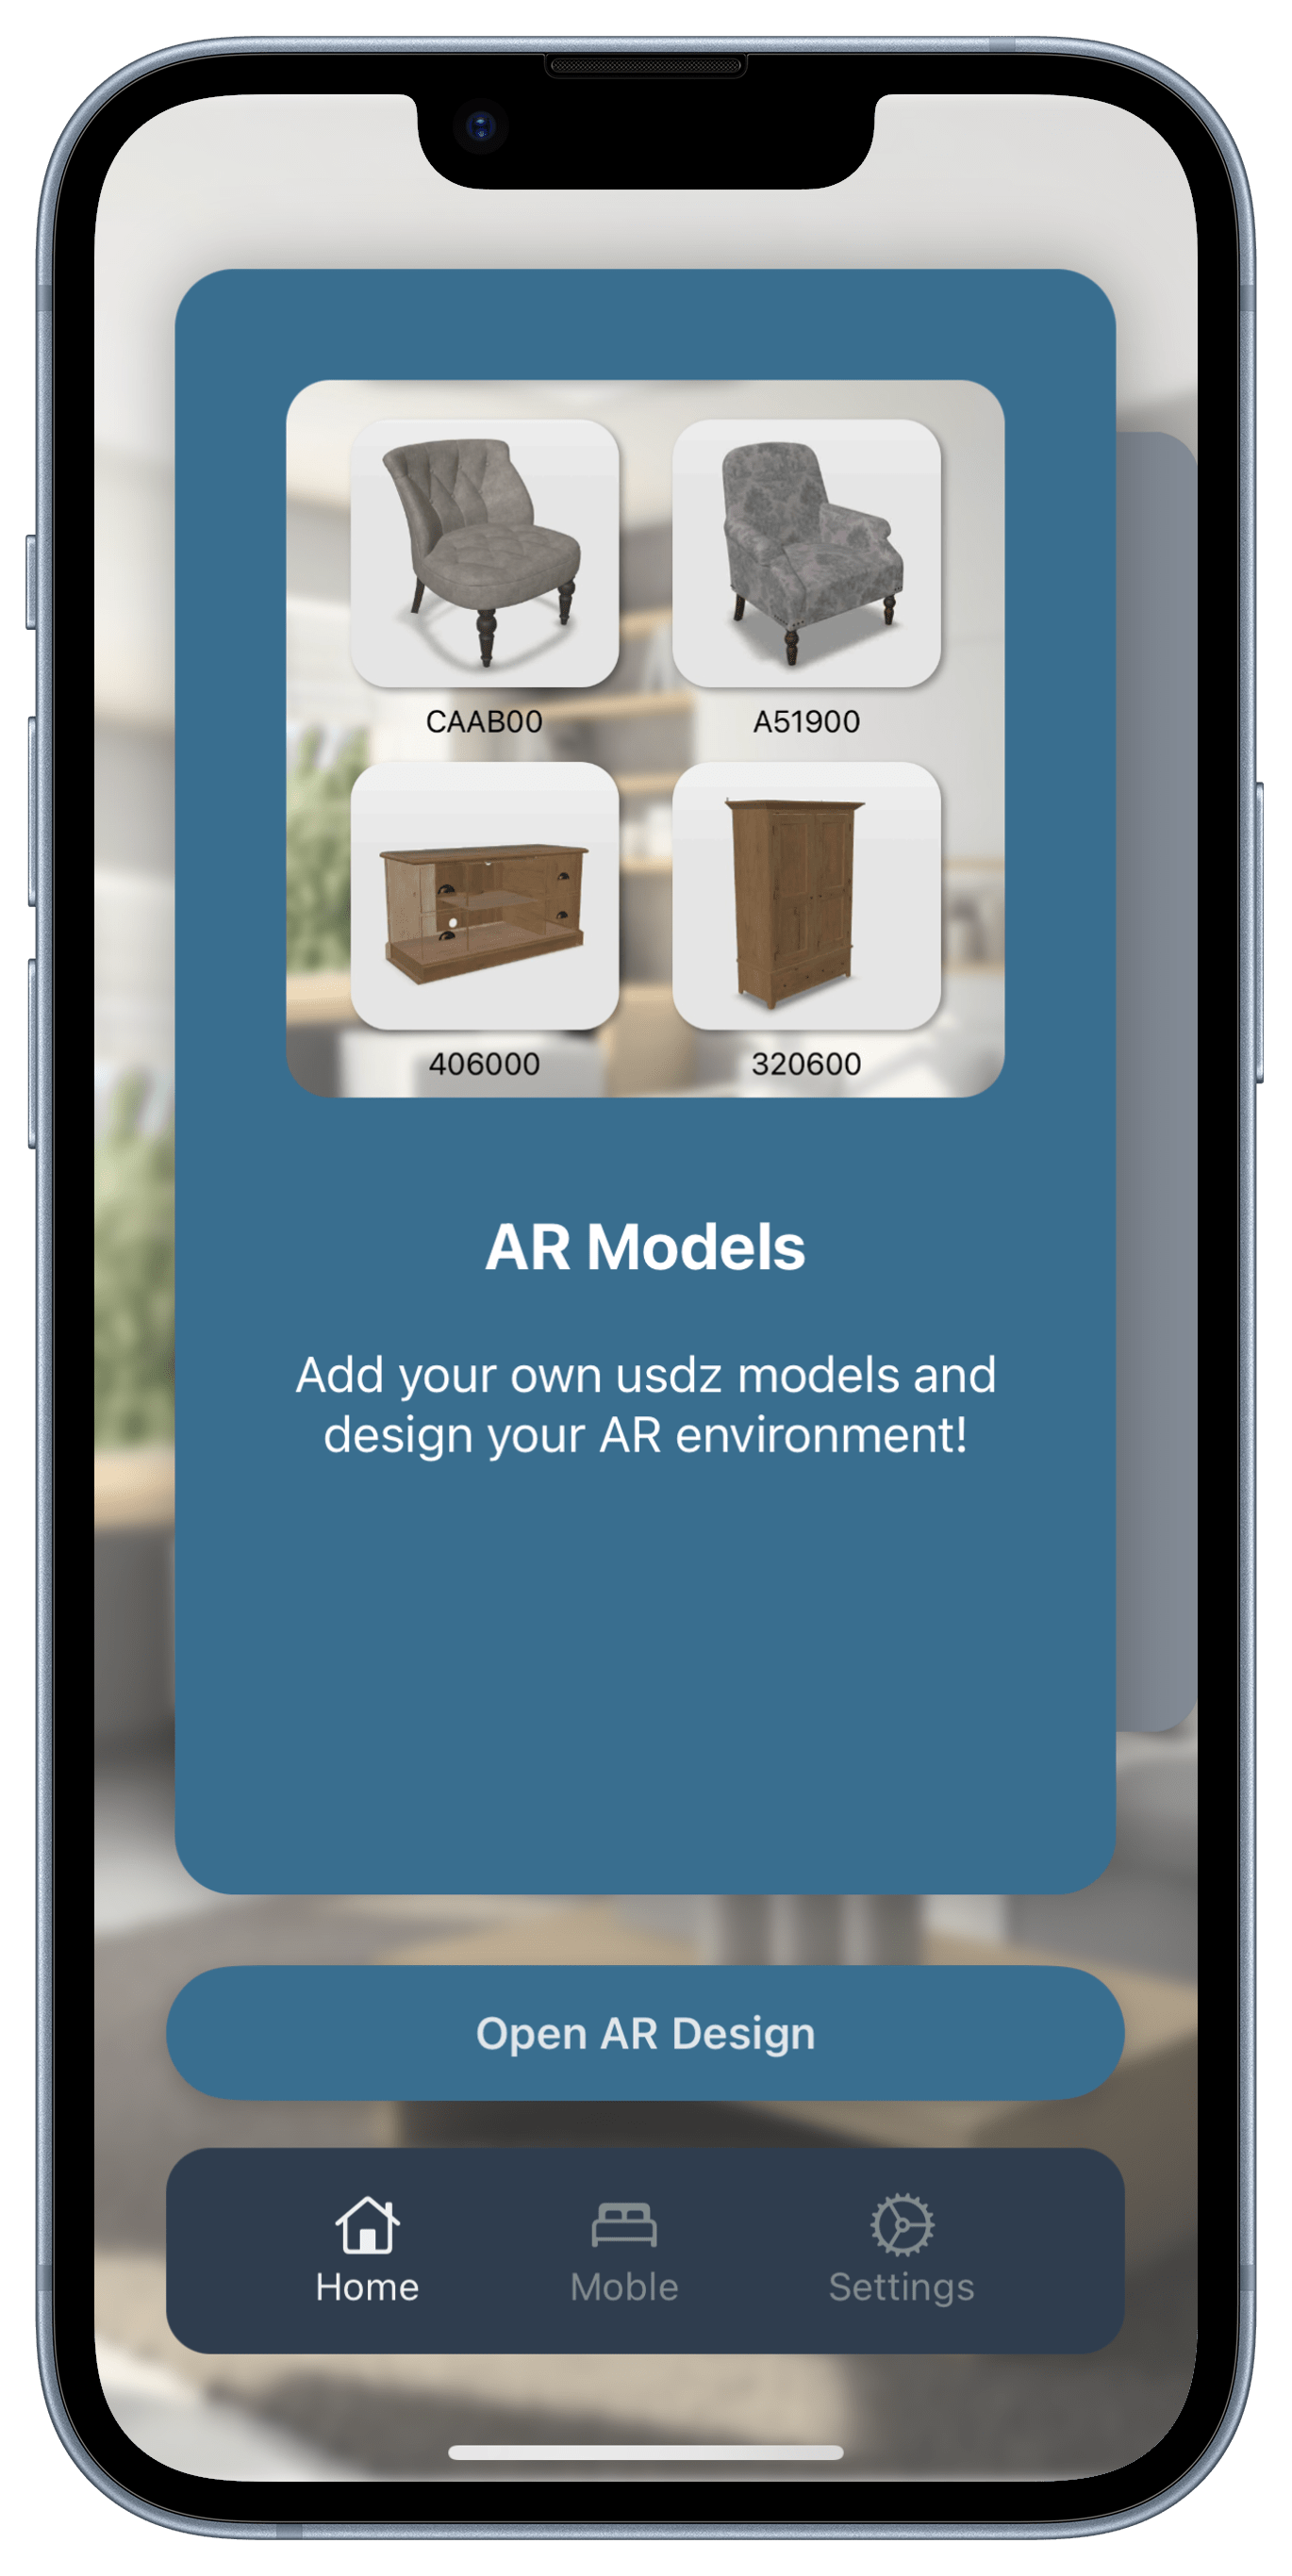 CAAB00
A51900
406000
320600
AR Models
Add your own usdz models and
design your AR environment!
Open AR Design
Home
Moble
Settings